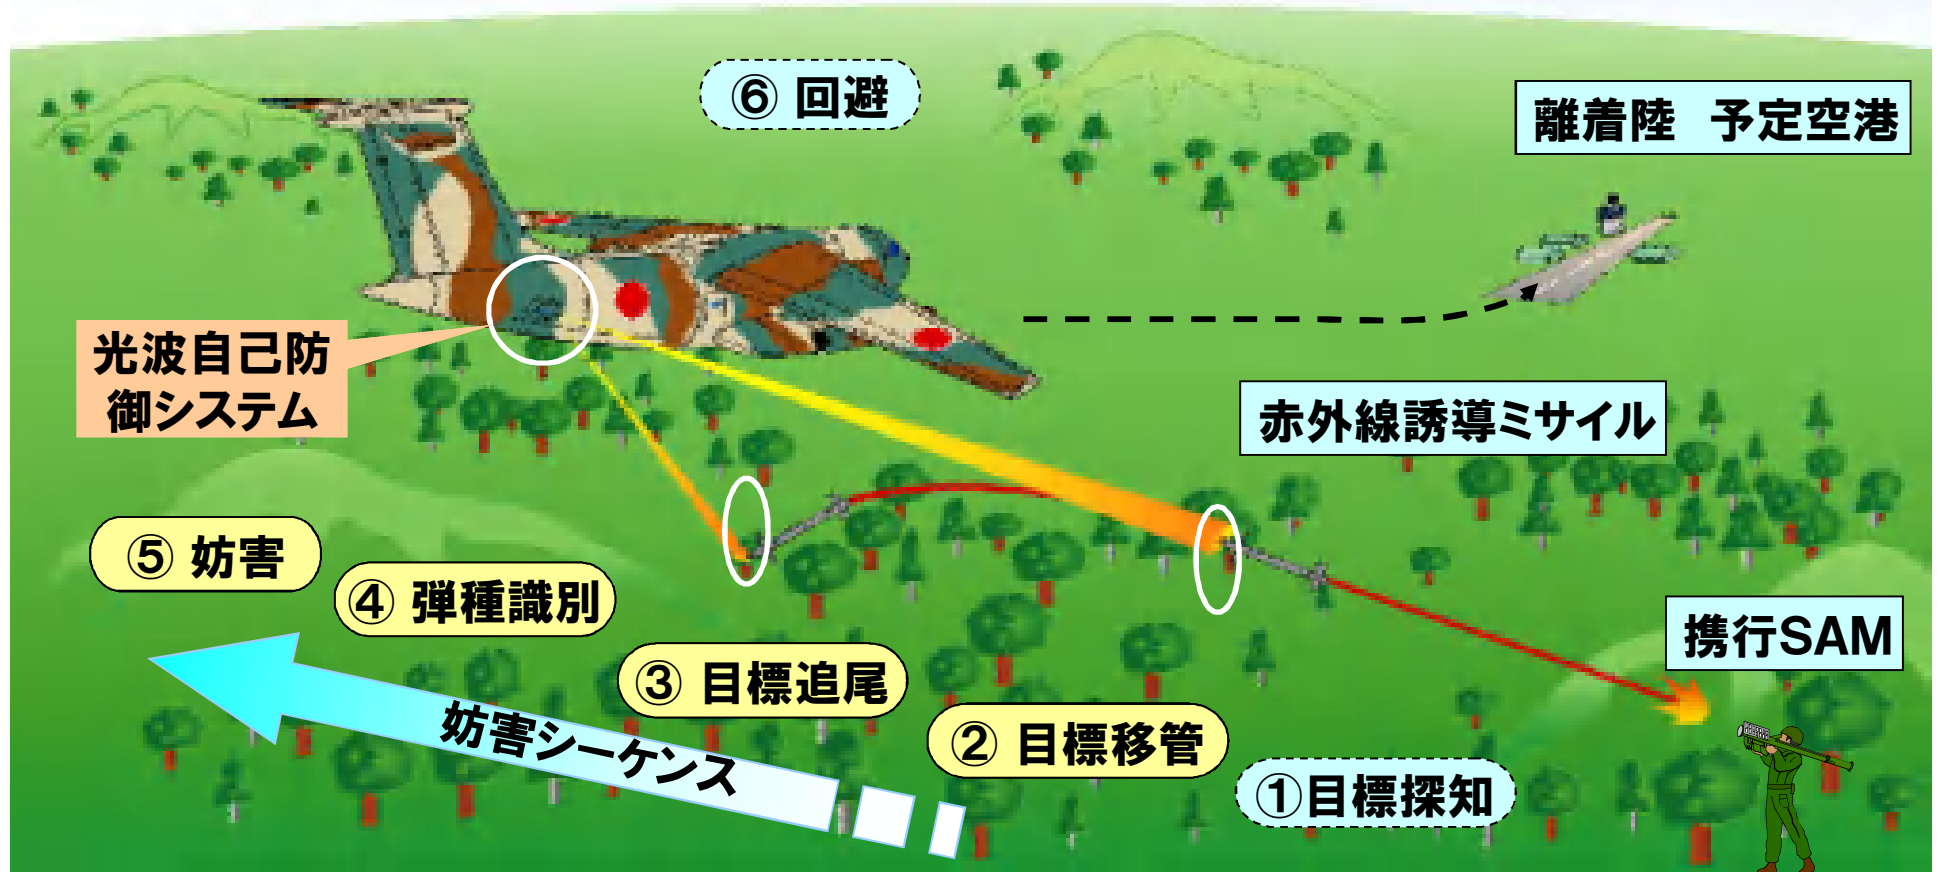 ⑥ 回避
離着陸　予定空港
光波自己防
御システム
赤外線誘導ミサイル
⑤ 妨害
④ 弾種識別
③ 目標追尾
② 目標移管
①目標探知
携行SAM
妨害シーケンス